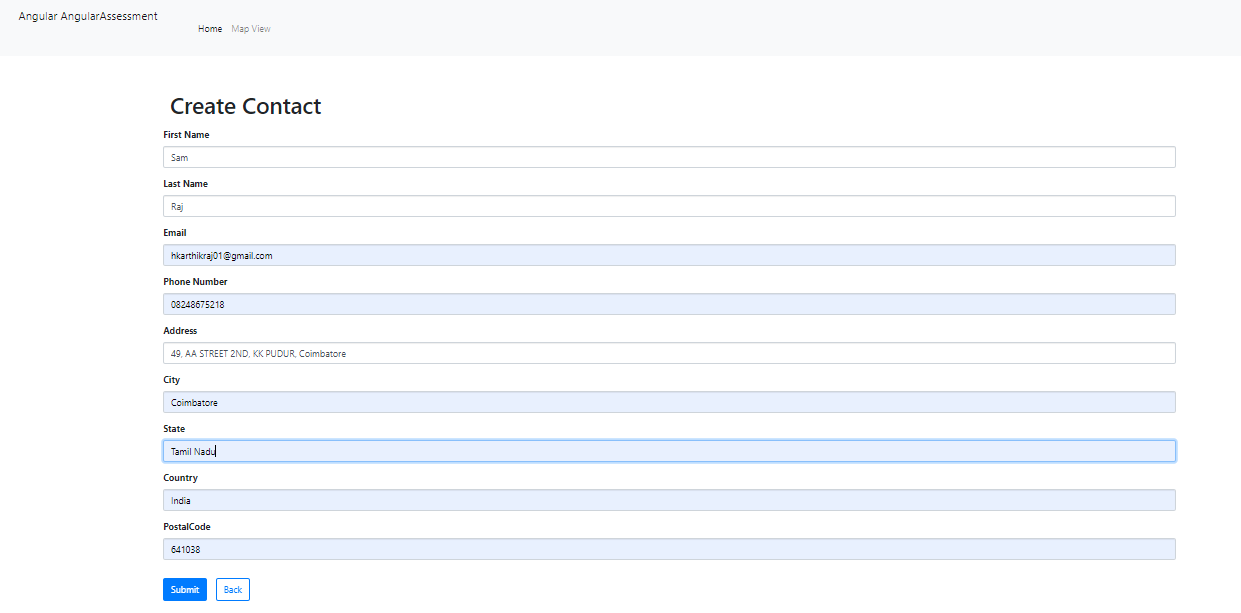 Angular AngularAssessment
Home Map View
Create Contact
First Name
Sam
Last Name
Raj
Email
hkarthikraj01@gmail.com
Phone Number
08248675218
Address
49, AA STREET 2ND, KK PUDUR, Coimbatore
City
Coimbatore
State
Tamil Nadu
Country
India
PostalCode
641038
Submit Back